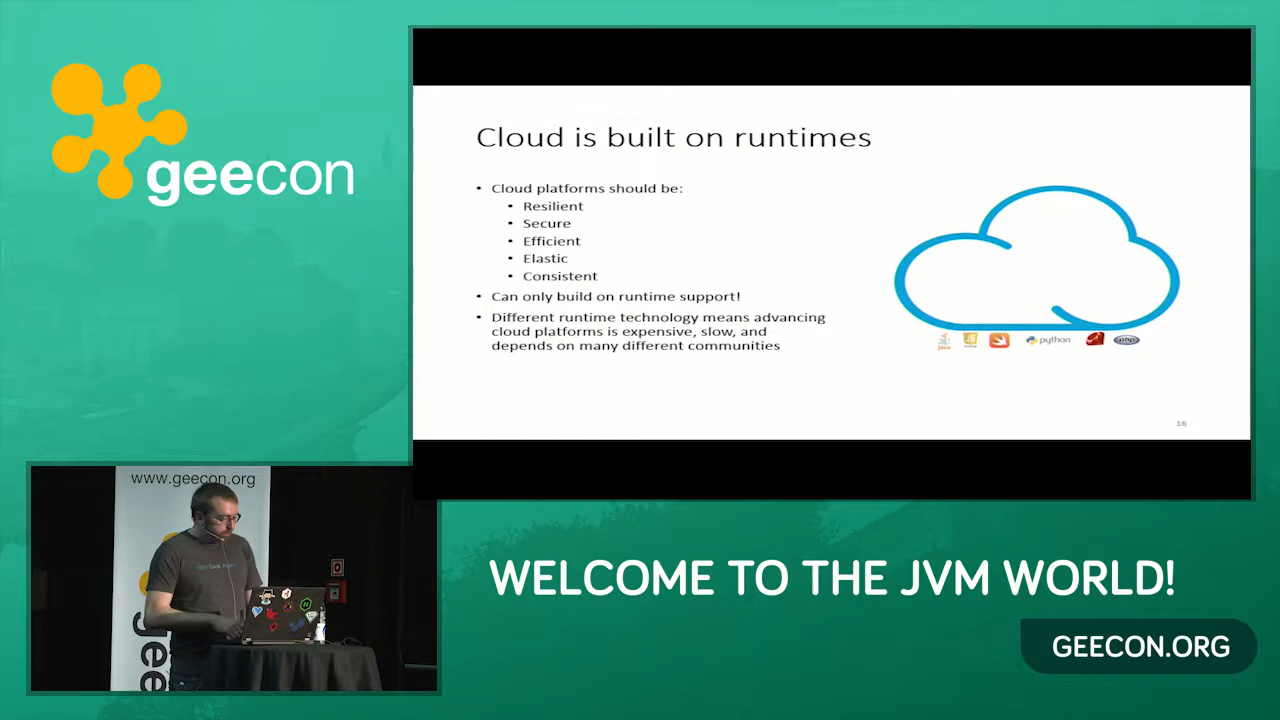 geecon
Cloud is built on runtimes
• Cloud platforms should be:
• Resilient
• Secure
• Efficient
• Elastic
• Consistent
• Can only build on runtime support!
• Different runtime technology means advancing
cloud platforms is expensive, slow, and
depends on many different communities
Java
python
php
16
www.geecon.org
gee
WELCOME TO THE JVM WORLD!
GEECON.ORG